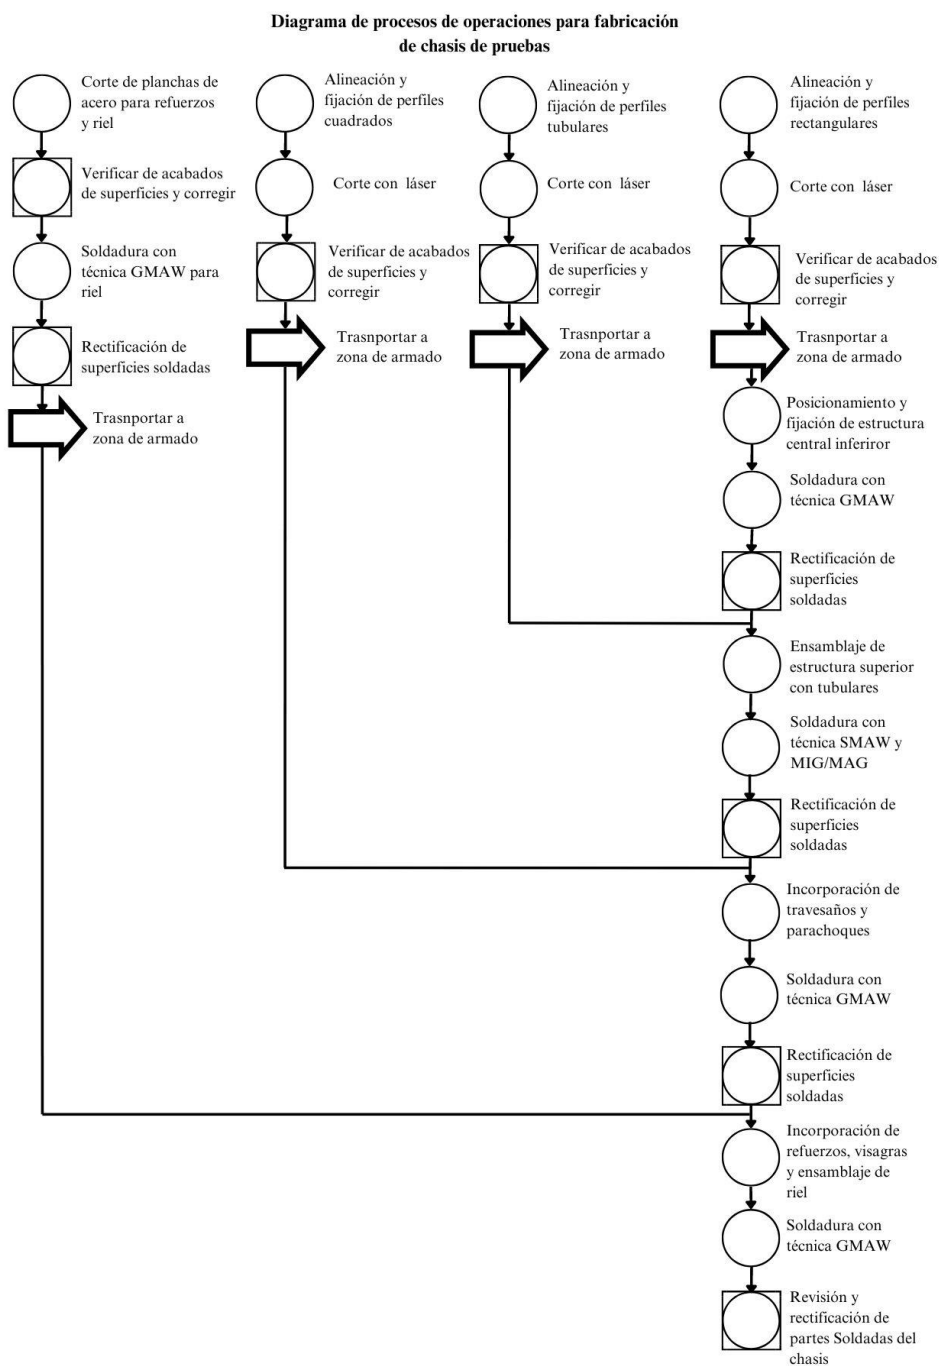 Diagrama de procesos de operaciones para fabricación
de chasis de pruebas
Corte de planchas de
acero para refuerzos
y riel
Verificar de acabados
de superficies y corregir
Soldadura con
técnica GMAW para
riel
Rectificación de
superficies soldadas
Trasnportar a
zona de armado
Alineación y
fijación de perfiles
cuadrados
Corte con láser
Verificar de acabados
de superficies y
corregir
Trasnportar a
zona de armado
Alineación y
fijación de perfiles
tubulares
Corte con láser
Verificar de acabados
de superficies y
corregir
Trasnportar a
zona de armado
Alineación y
fijación de perfiles
rectangulares
Corte con láser
Verificar de acabados
de superficies y
corregir
Trasnportar a
zona de armado
Posicionamiento y
fijación de estructura
central inferiror
Soldadura con
técnica GMAW
Rectificación de
superficies
soldadas
Ensamblaje de
estructura superior
con tubulares
Soldadura con
técnica SMAW y
MIG/MAG
Rectificación de
superficies
soldadas
Incorporación de
travesaños y
parachoques
Soldadura con
técnica GMAW
Rectificación de
superficies
soldadas
Incorporación de
refuerzos, visagras
y ensamblaje de
riel
Soldadura con
técnica GMAW
Revisión y
rectificación de
partes Soldadas del
chasis